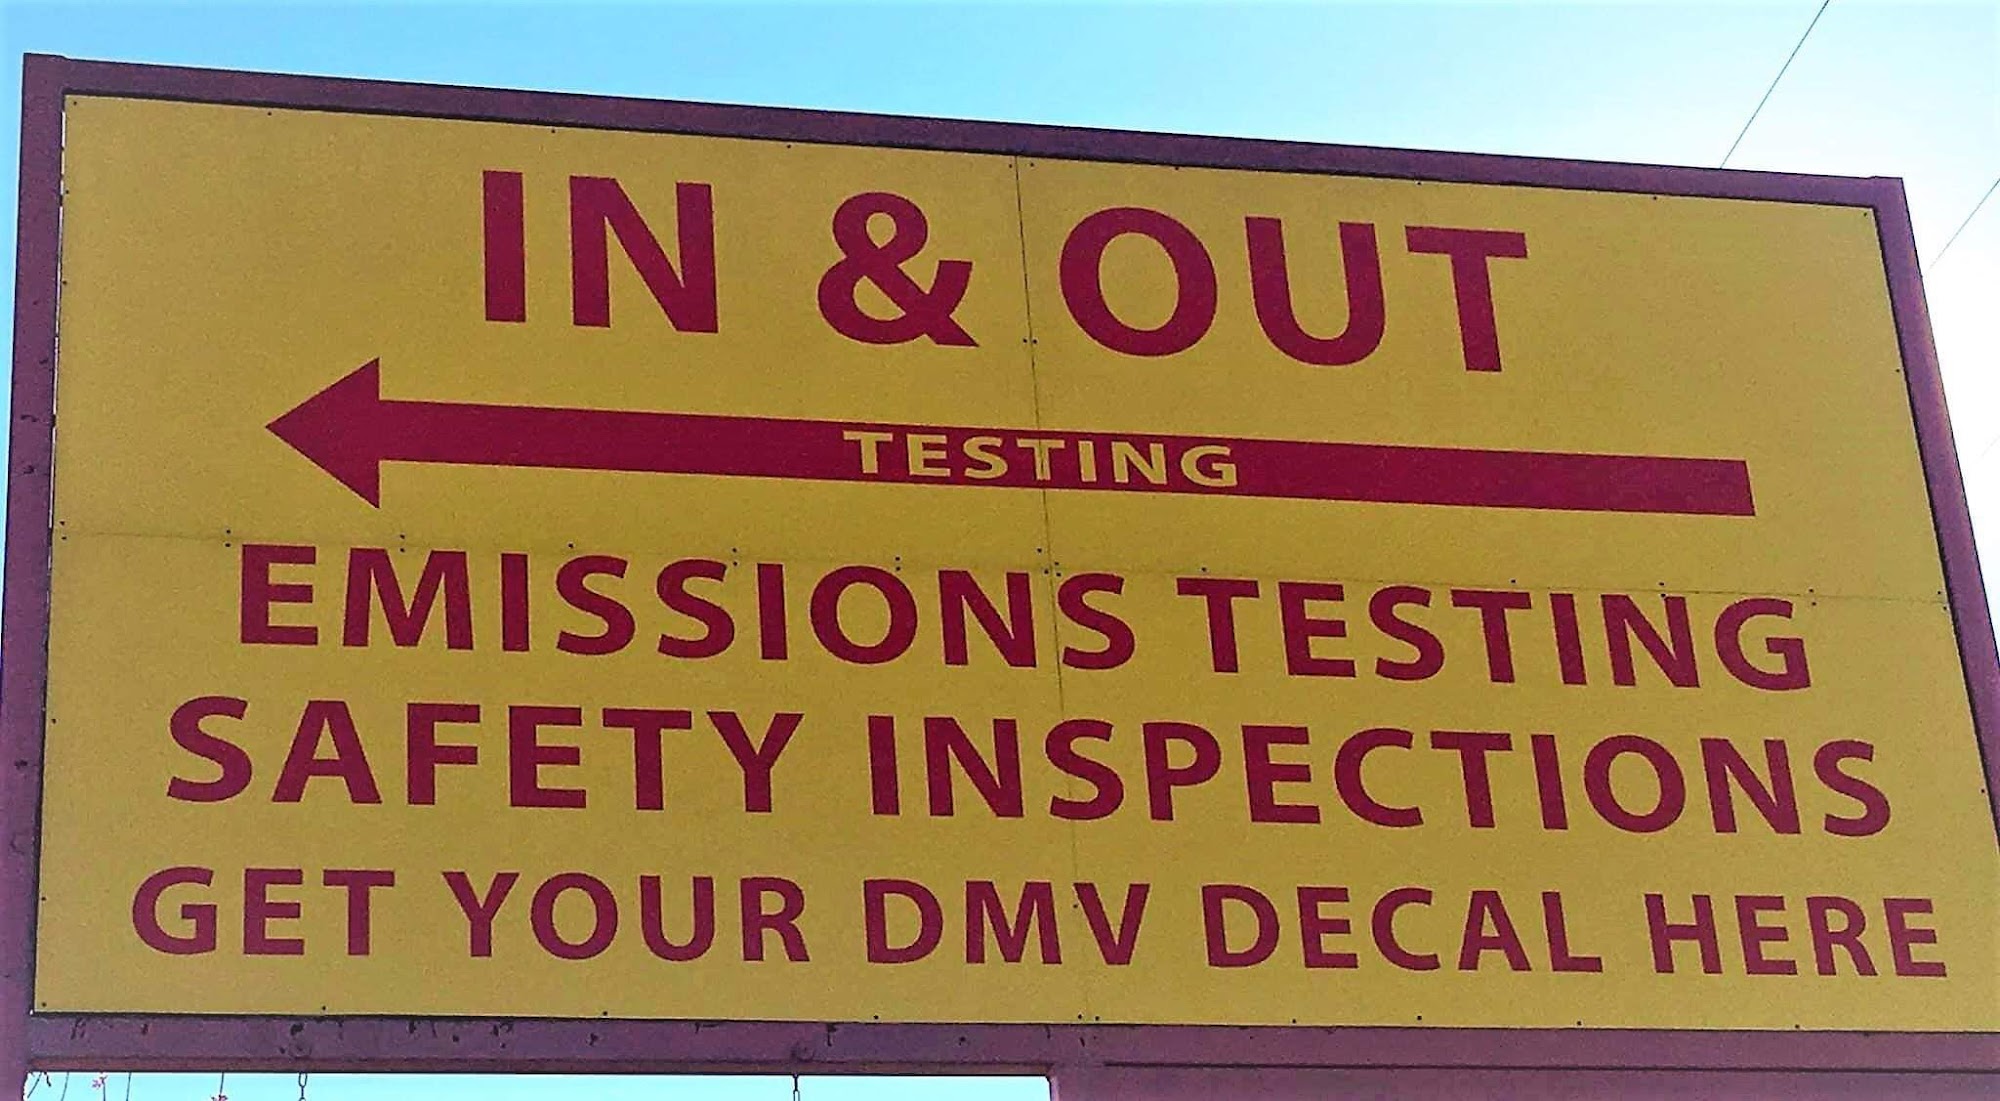 IN & OUT
TESTING
EMISSIONS TESTING
SAFETY INSPECTIONS
GET YOUR DMV DECAL HERE